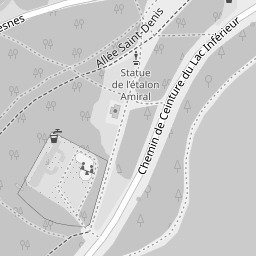 esnes
Allée Saint-Denis
Statue
de l'étalon
Amiral
Chemin de Ceinture du Lac Inférieur